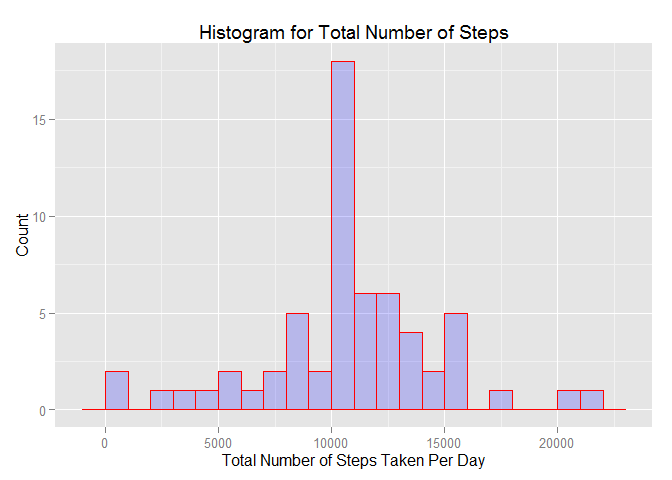 Histogram for Total Number of Steps
15
10
5
0
Count
0 5000 10000 15000 20000
Total Number of Steps Taken Per Day